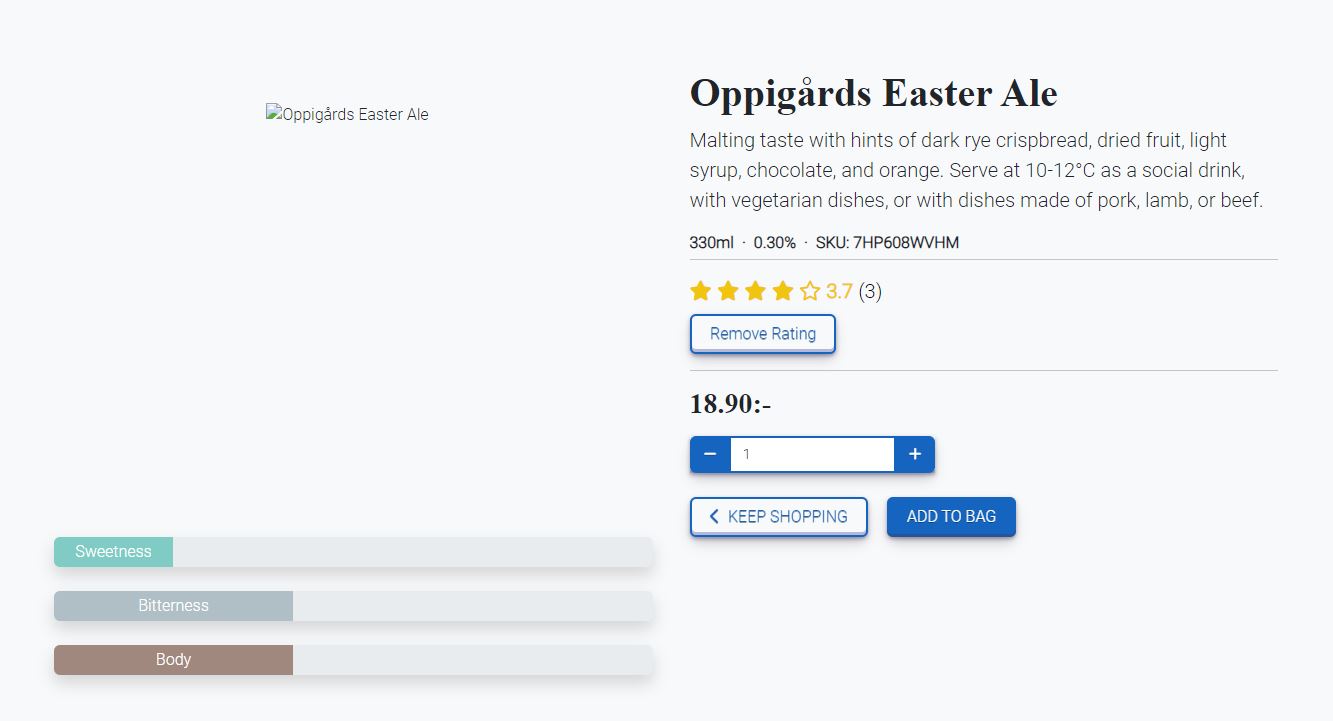 Oppigårds Easter Ale
Oppigårds Easter Ale
Malting taste with hints of dark rye crispbread, dried fruit, light
syrup, chocolate, and orange. Serve at 10-12°C as a social drink,
with vegetarian dishes, or with dishes made of pork, lamb, or beef.
330ml · 0.30% · SKU: 7HP608WVHM
3.7 (3)
Remove Rating
18.90:-
− 1 +
KEEP SHOPPING ADD TO BAG
Sweetness
Bitterness
Body